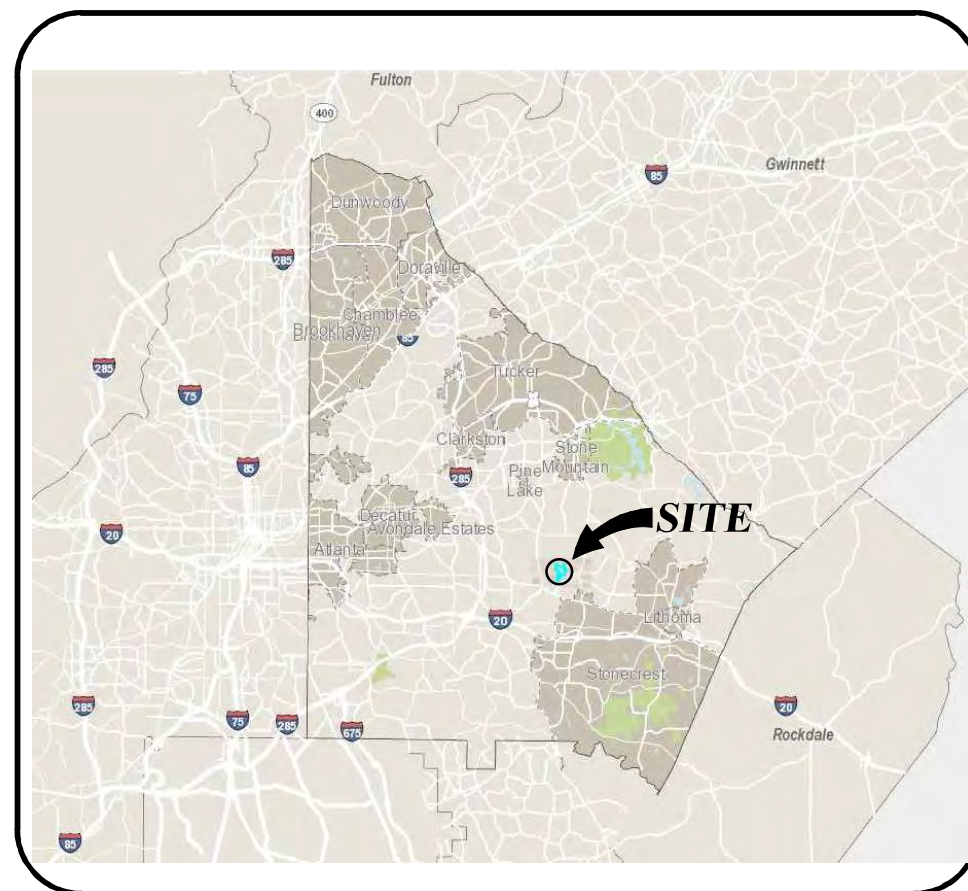 Fulton
400
Gwinnett
85
Dunwoody
285
Doraville
Chamblee
Brookhaven
Brookhaven
85
285
Tucker
75
Clarkston
Stone
Mountain
85
285
Pine
Lake
Decatur
Avondale Estates
SITE
20
Atlanta
Lithonia
20
Stonecrest
285
75
285
675
20
Rockdale
85